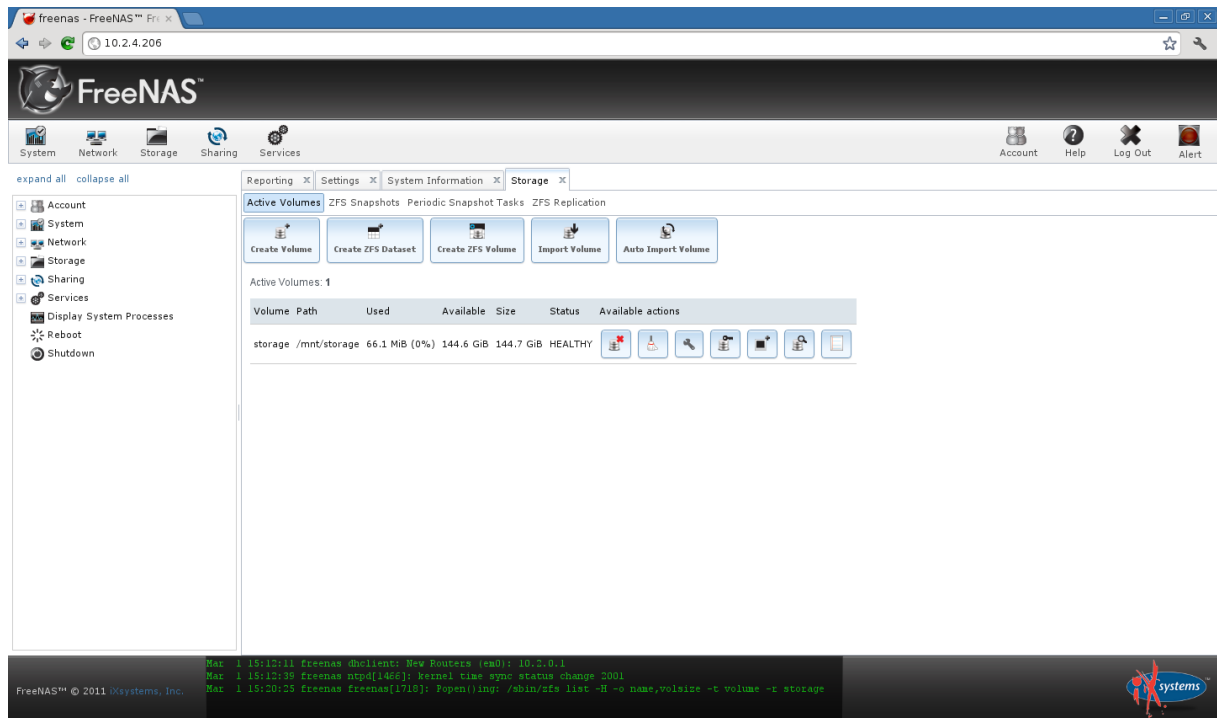 freenas - FreeNAS™ Fre
10.2.4.206
FreeNAS™
System Network Storage Sharing Services Account Help Log Out Alert
expand all collapse all
Account
System
Network
Storage
Sharing
Services
Display System Processes
Reboot
Shutdown
Reporting X Settings X System Information X Storage X
Active Volumes ZFS Snapshots Periodic Snapshot Tasks ZFS Replication
Create Volume Create ZFS Dataset Create ZFS Volume Import Volume Auto Import Volume
Active Volumes: 1
Volume Path Used Available Size Status Available actions
storage /mnt/storage 66.1 MiB (0%) 144.6 GiB 144.7 GiB HEALTHY
Mar 1 15:12:11 freenas dhclient: New Routers (em0): 10.2.0.1
Mar 1 15:12:39 freenas ntpd[1466]: kernel time sync status change 2001
Mar 1 15:20:25 freenas freenas[1718]: Popen()ing: /sbin/zfs list -H -o name,volsize -t volume -r storage
FreeNAS™ © 2011 iXsystems, Inc.
iXsystems™